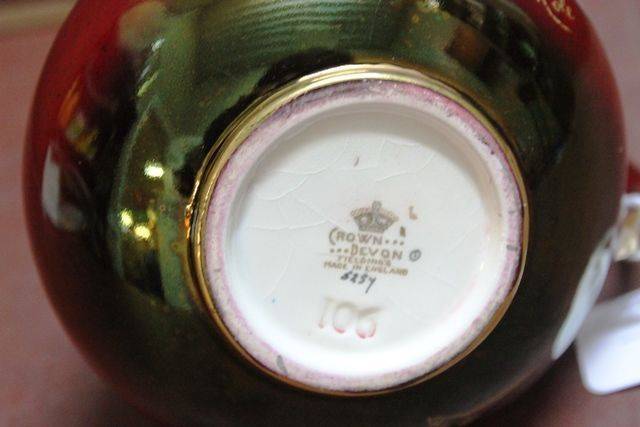 CROWN...
...DEVON
FIELDINGS
MADE IN ENGLAND
5257
106